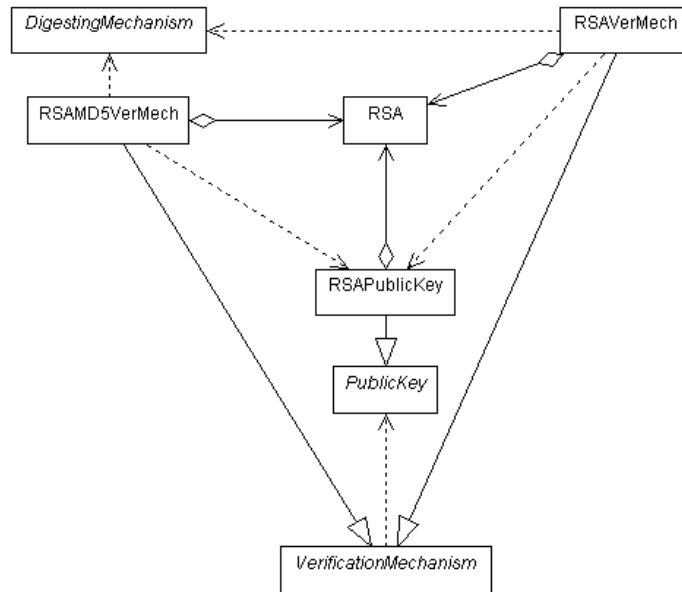 DigestingMechanism
RSAVerMech
RSAMD5VerMech
RSA
RSAPublicKey
PublicKey
VerificationMechanism